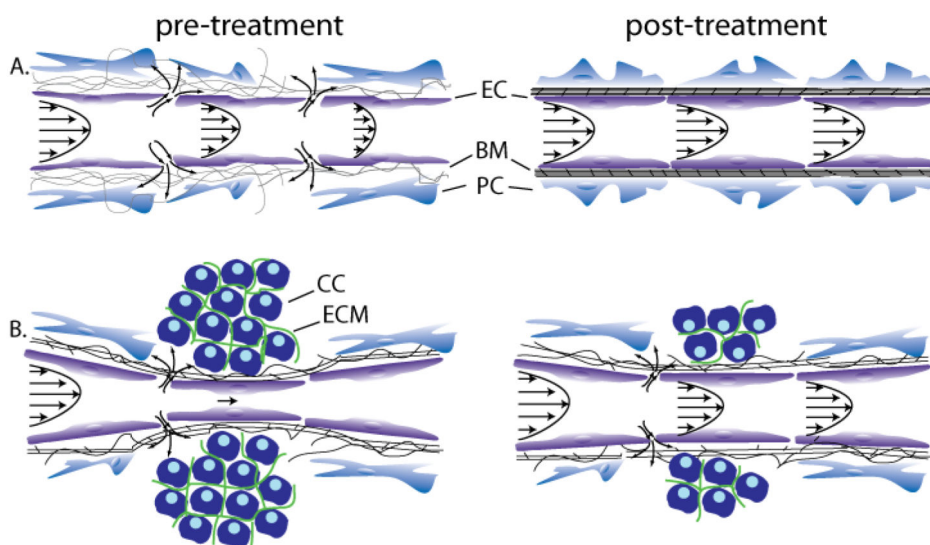 pre-treatment
post-treatment
A.
EC
BM
PC
CC
ECM
B.